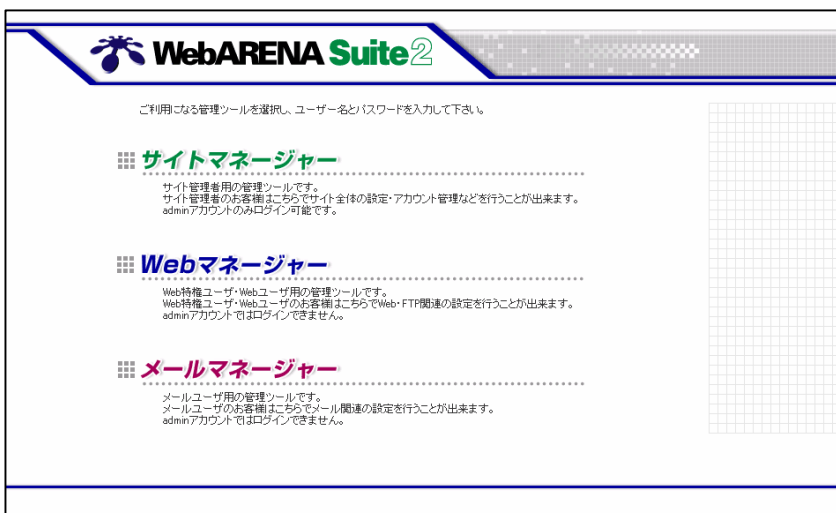 WebARENA Suite2
ご利用になる管理ツールを選択し、ユーザー名とパスワードを入力して下さい。
サイトマネージャー
サイト管理者用の管理ツールです。
サイト管理者のお客様はこちらでサイト全体の設定・アカウント管理などを行うことが出来ます。
adminアカウントのみログイン可能です。
Webマネージャー
Web特権ユーザ・Webユーザ用の管理ツールです。
Web特権ユーザ・Webユーザのお客様はこちらでWeb・FTP関連の設定を行うことが出来ます。
adminアカウントではログインできません。
メールマネージャー
メールユーザ用の管理ツールです。
メールユーザのお客様はこちらでメール関連の設定を行うことが出来ます。
adminアカウントではログインできません。